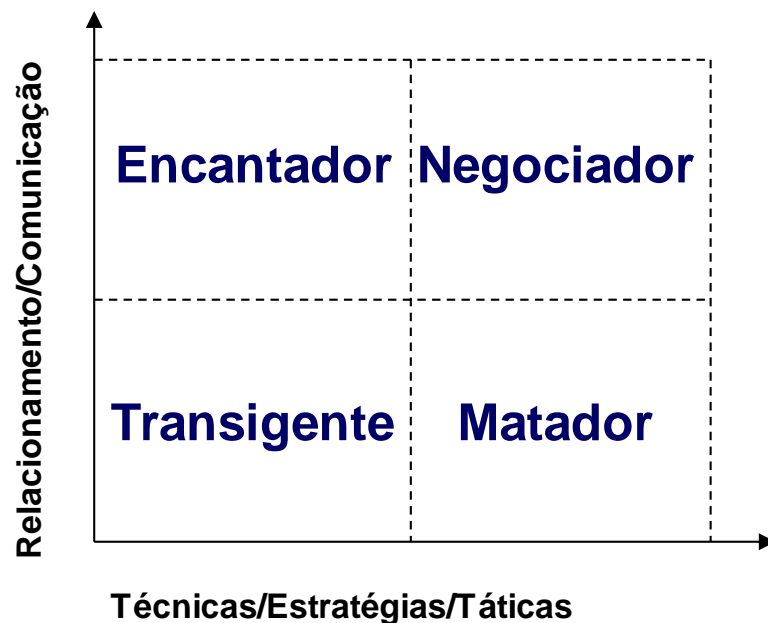 Relacionamento/Comunicação
Encantador
Negociador
Transigente
Matador
Técnicas/Estratégias/Táticas